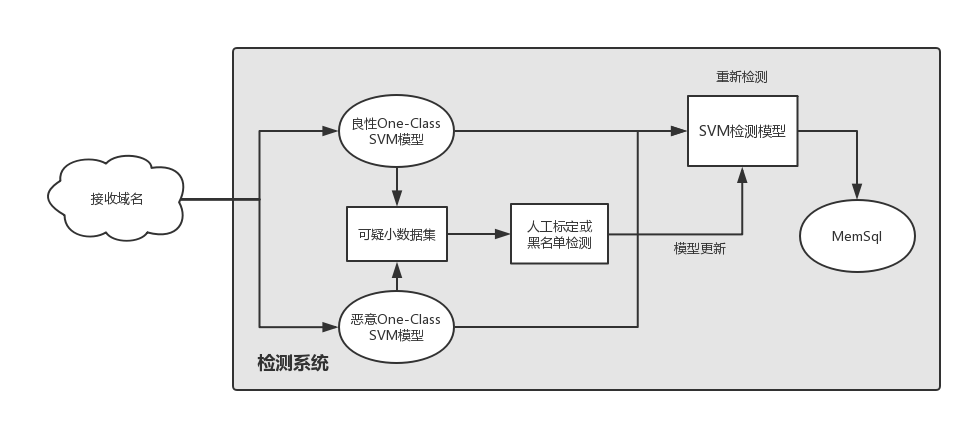 重新检测
良性One-Class
SVM模型
SVM检测模型
接收域名
可疑小数据集
人工标定或
黑名单检测
模型更新
MemSql
恶意One-Class
SVM模型
检测系统